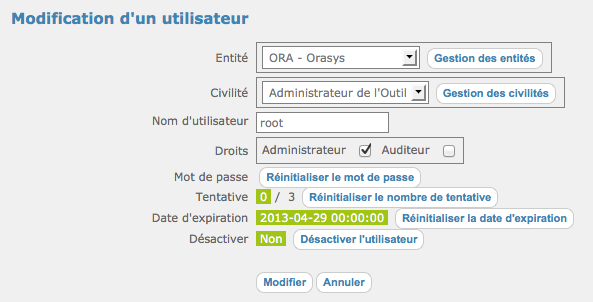 Modification d'un utilisateur
Entité ORA - Orasys Gestion des entités
Civilité Administrateur de l'Outil Gestion des civilités
Nom d'utilisateur root
Droits Administrateur Auditeur
Mot de passe Réinitialiser le mot de passe
Tentative 0 / 3 Réinitialiser le nombre de tentative
Date d'expiration 2013-04-29 00:00:00 Réinitialiser la date d'expiration
Désactiver Non Désactiver l'utilisateur
Modifier Annuler